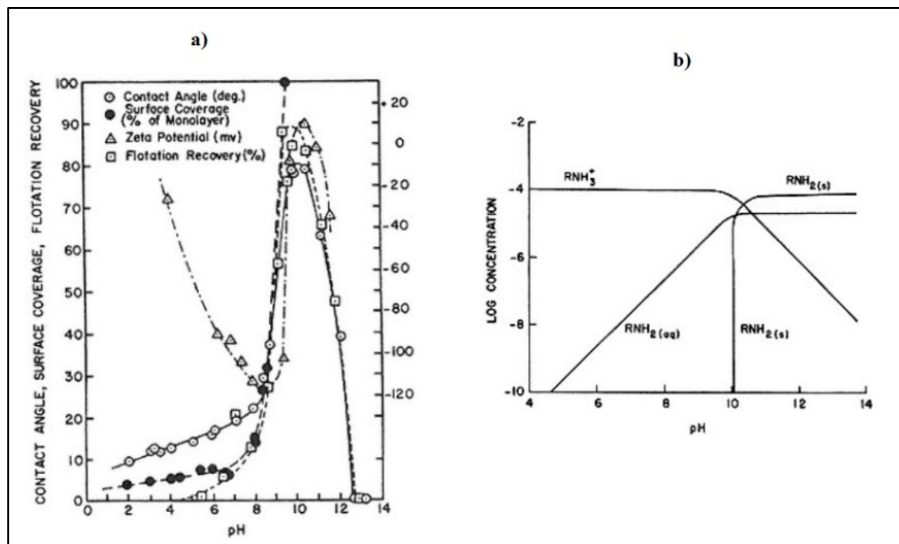 a)
CONTACT ANGLE, SURFACE COVERAGE, FLOTATION RECOVERY
100
90
80
70
60
50
40
30
20
10
0
Contact Angle (deg.)
Surface Coverage
(% of Monolayer)
Zeta Potential (mv)
Flotation Recovery (%)
+20
0
-20
-40
-60
-80
-100
-120
0 2 4 6 8 10 12 14
pH
b)
LOG CONCENTRATION
-2
-4
-6
-8
-10
RNH₃⁺
RNH₂(s)
RNH₂(aq)
RNH₂(s)
4 6 8 10 12 14
pH